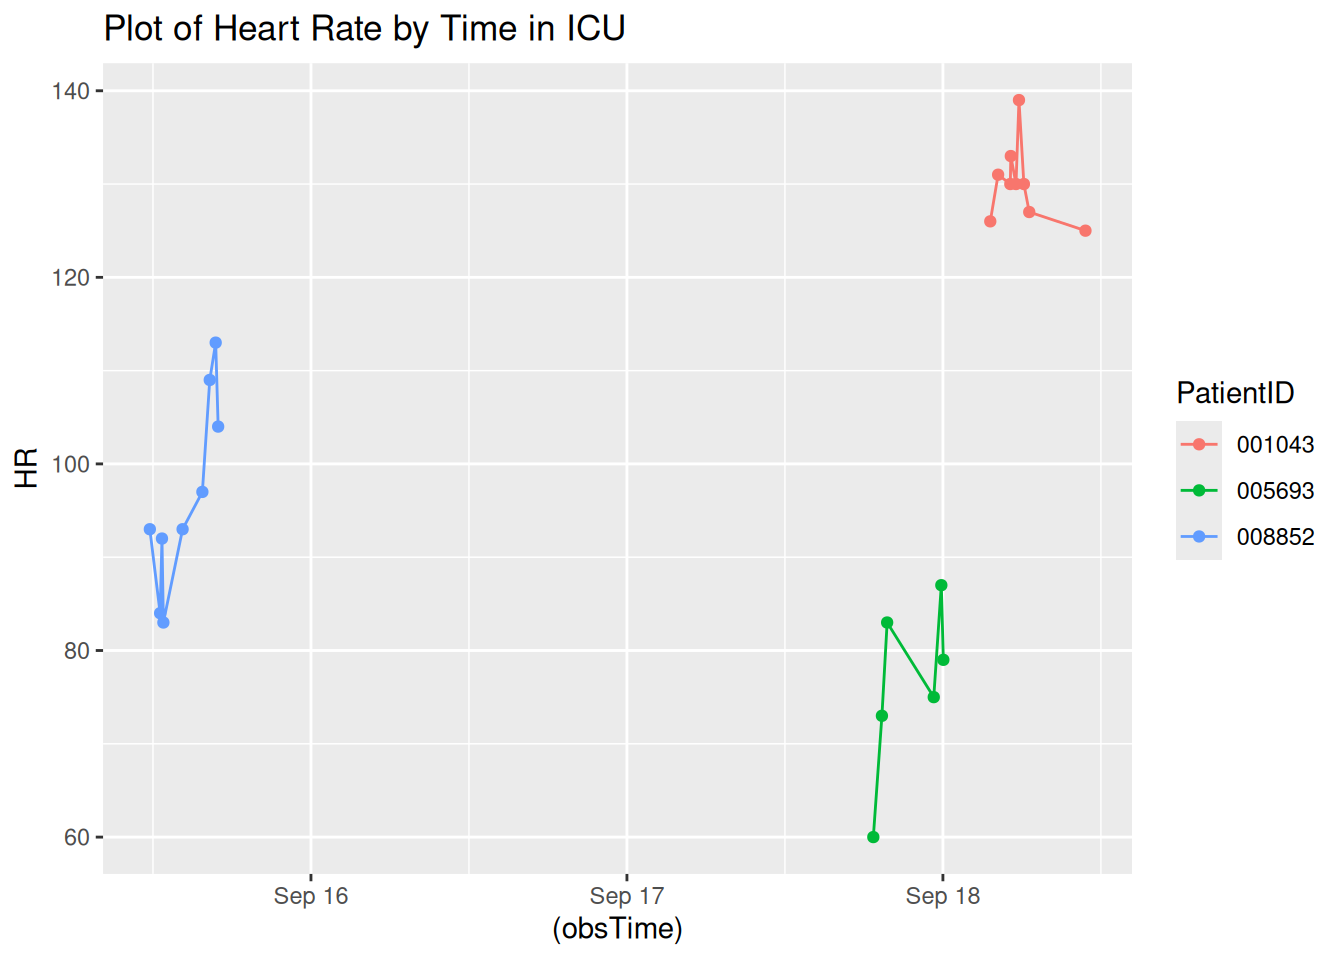 Plot of Heart Rate by Time in ICU
140
120
100
80
60
HR
Sep 16
Sep 17
Sep 18
(obsTime)
PatientID
001043
005693
008852